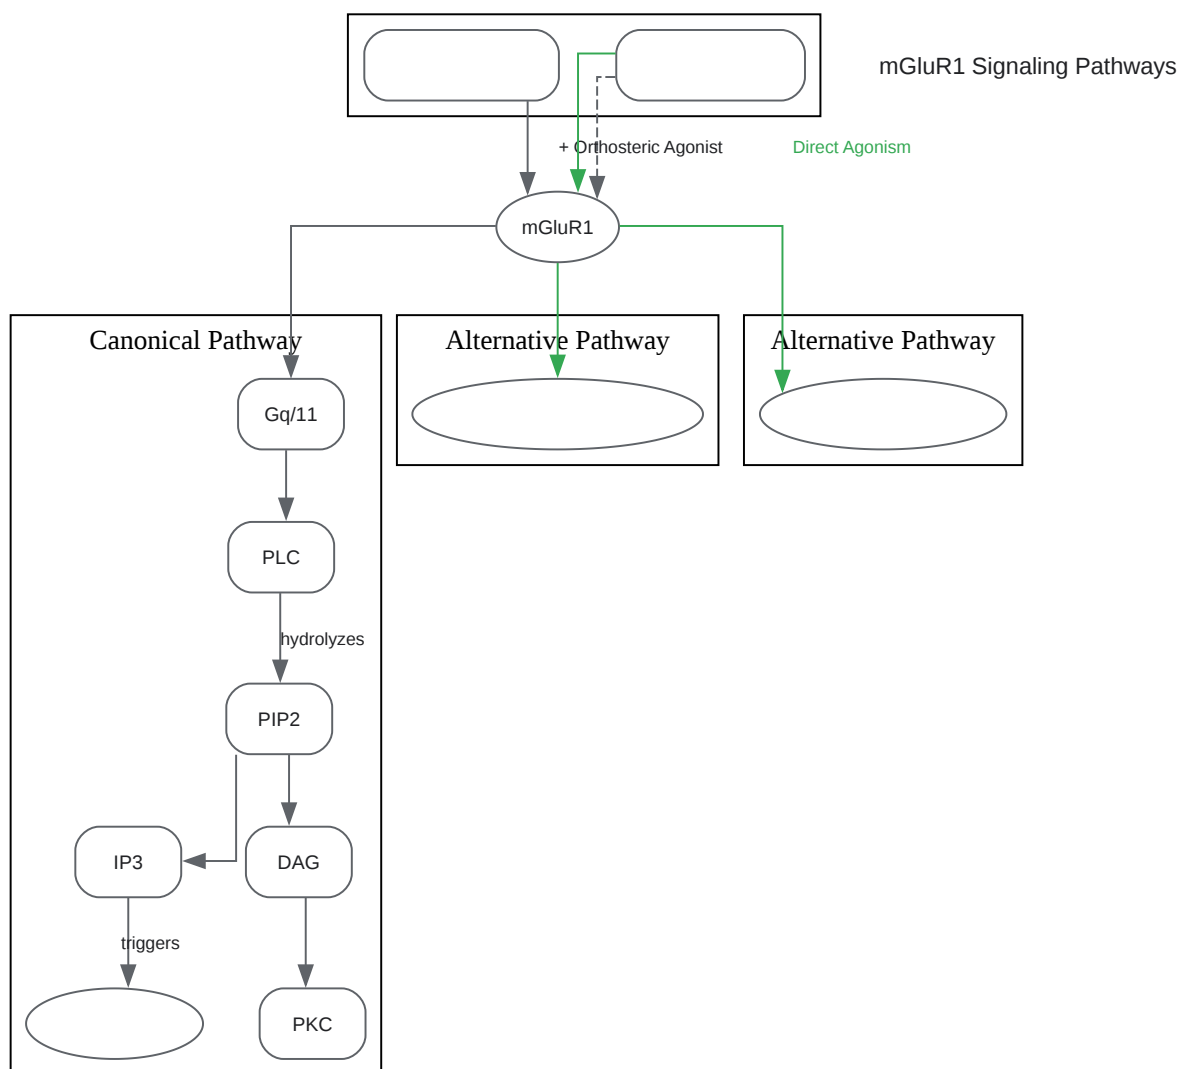 mGluR1 Signaling Pathways
+ Orthosteric Agonist
Direct Agonism
mGluR1
Canonical Pathway
Alternative Pathway
Alternative Pathway
Gq/11
PLC
hydrolyzes
PIP2
IP3
DAG
triggers
PKC